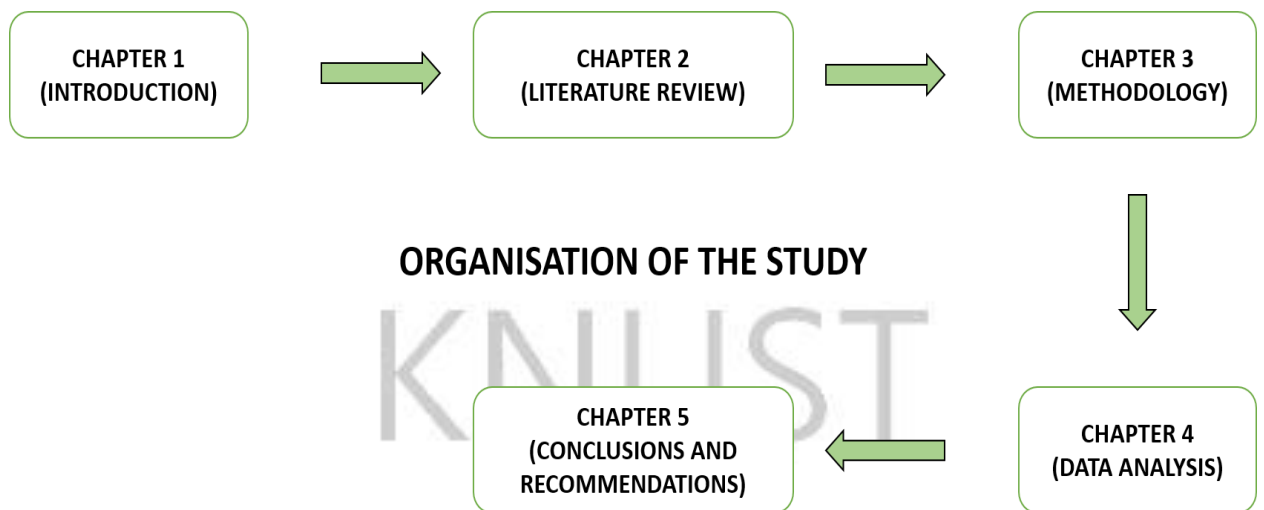 CHAPTER 1
(INTRODUCTION)
CHAPTER 2
(LITERATURE REVIEW)
CHAPTER 3
(METHODOLOGY)
ORGANISATION OF THE STUDY
KNUST
CHAPTER 4
(DATA ANALYSIS)
CHAPTER 5
(CONCLUSIONS AND
RECOMMENDATIONS)